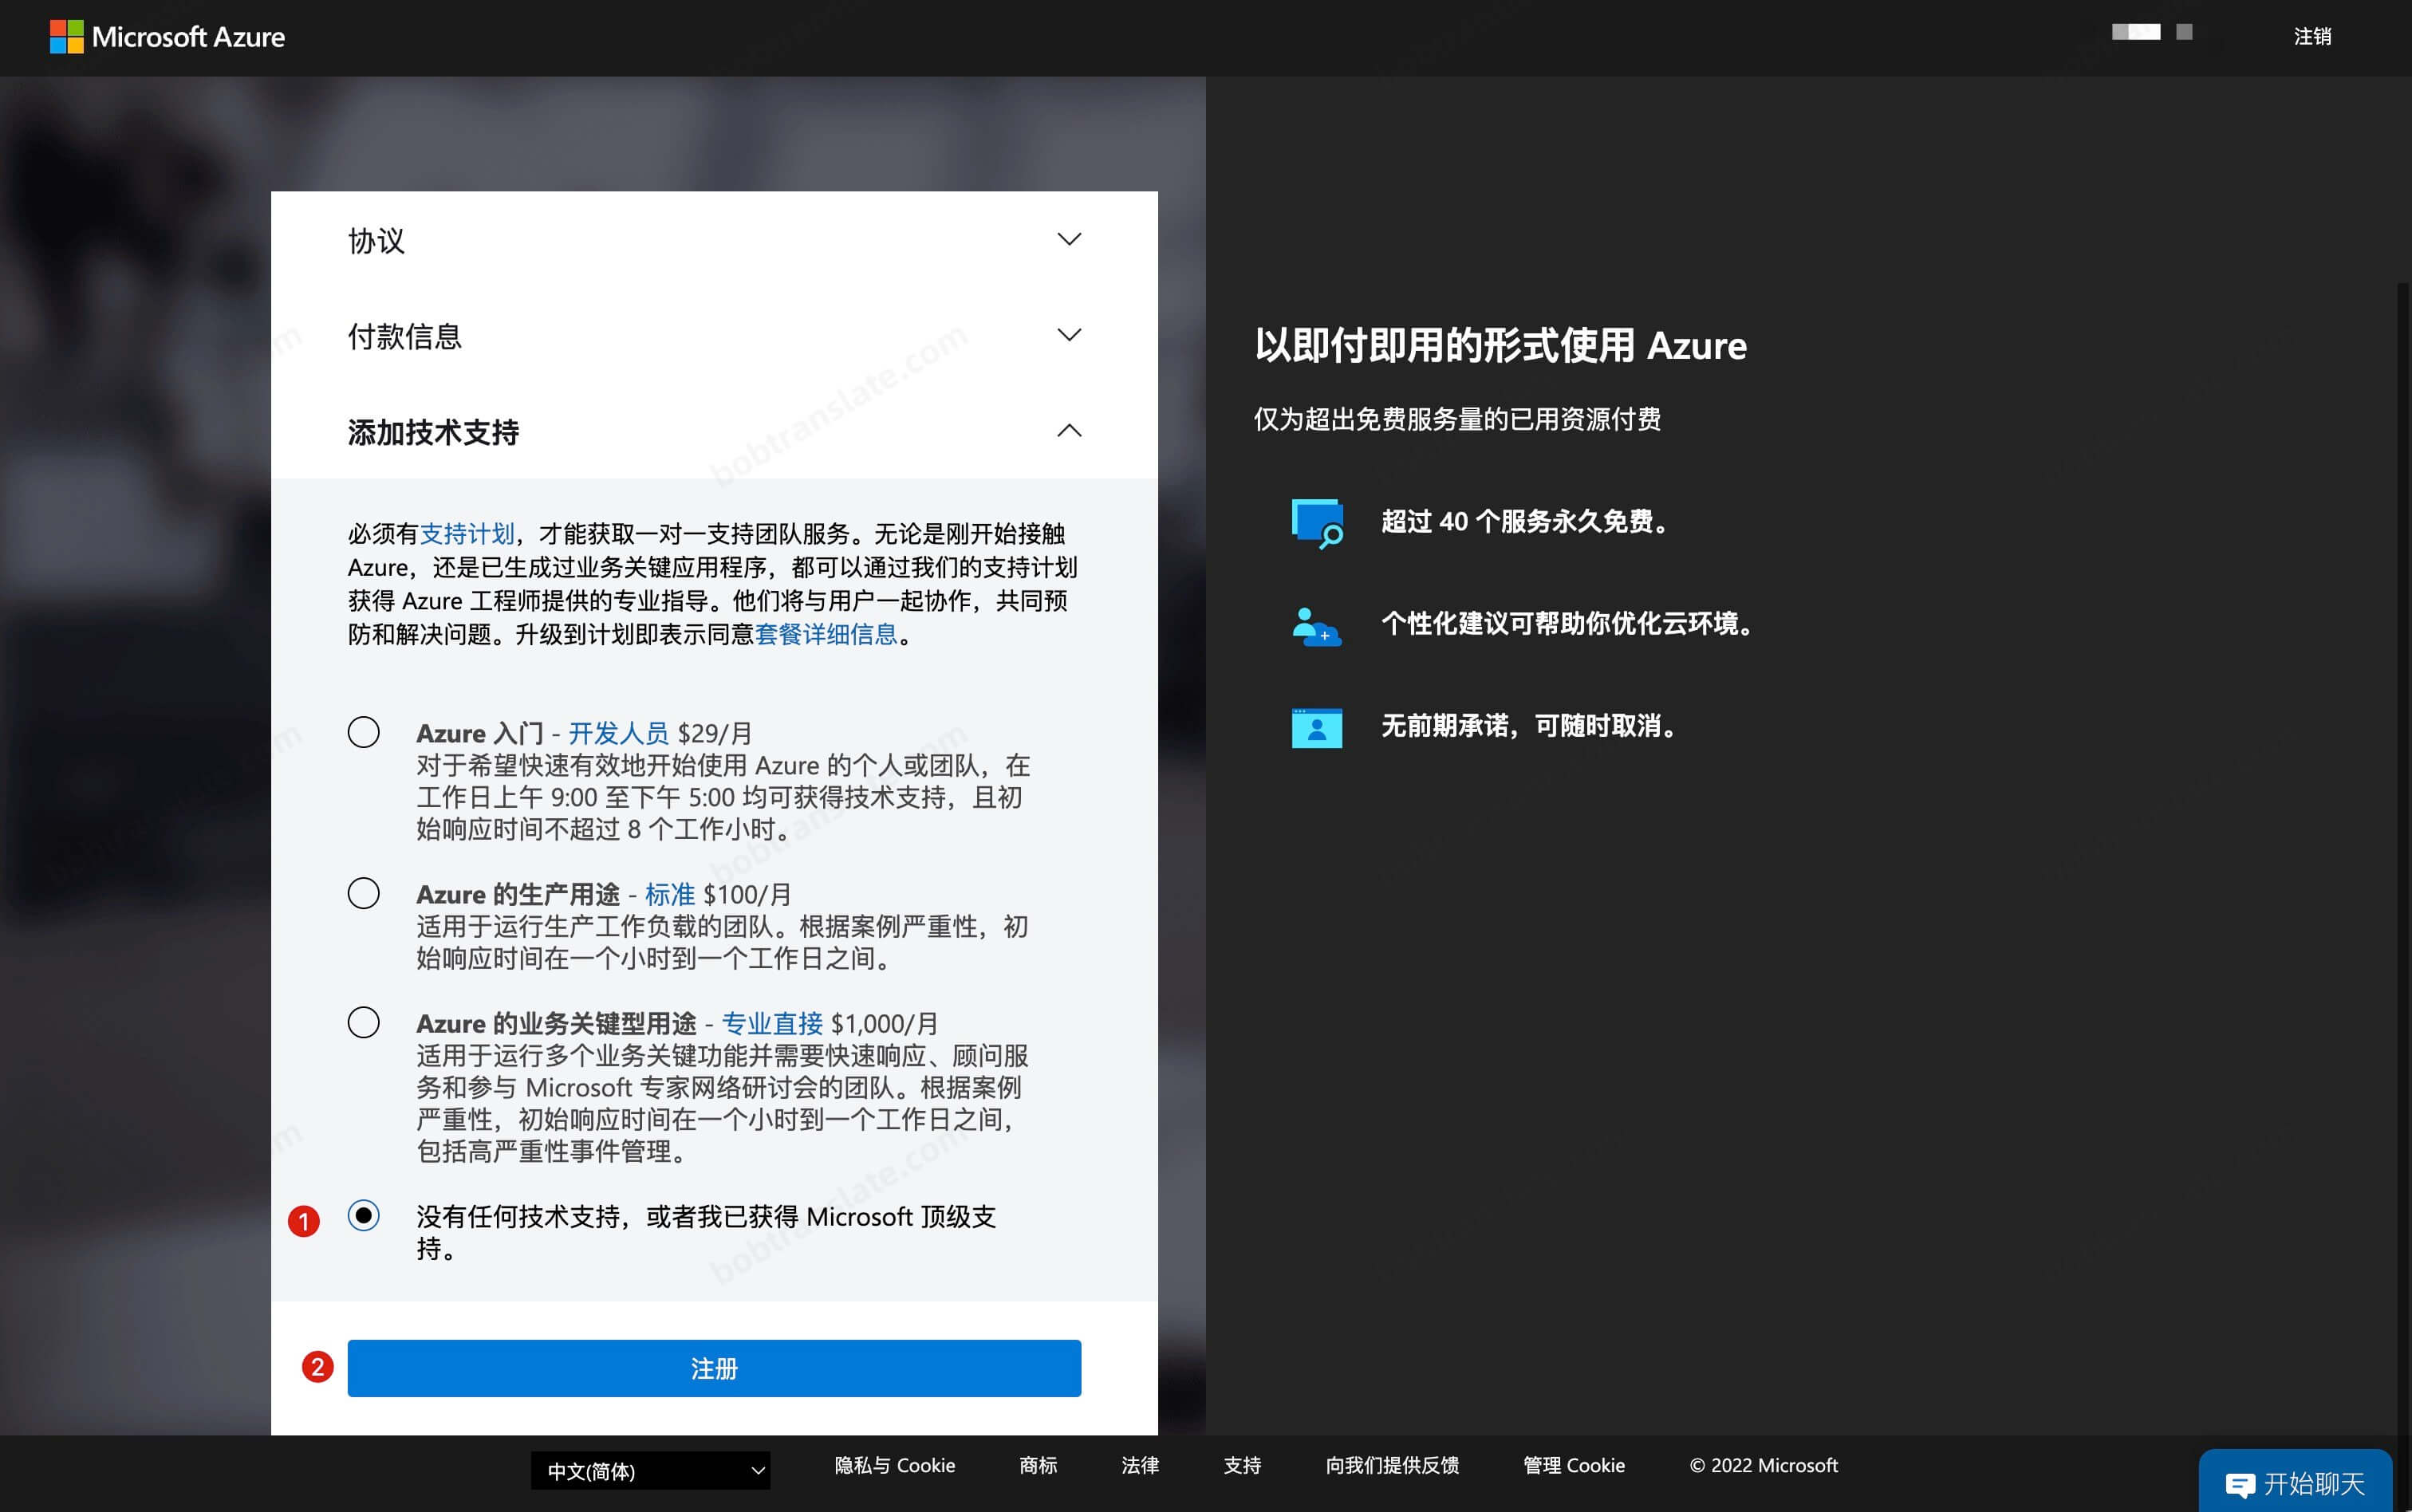 Microsoft Azure
注销
协议
付款信息
添加技术支持
必须有支持计划，才能获取一对一支持团队服务。无论是刚开始接触
Azure，还是已生成过业务关键应用程序，都可以通过我们的支持计划
获得 Azure 工程师提供的专业指导。他们将与用户一起协作，共同预
防和解决问题。升级到计划即表示同意套餐详细信息。
Azure 入门 - 开发人员 $29/月
对于希望快速有效地开始使用 Azure 的个人或团队，在
工作日上午 9:00 至下午 5:00 均可获得技术支持，且初
始响应时间不超过 8 个工作小时。
Azure 的生产用途 - 标准 $100/月
适用于运行生产工作负载的团队。根据案例严重性，初
始响应时间在一个小时到一个工作日之间。
Azure 的业务关键型用途 - 专业直接 $1,000/月
适用于运行多个业务关键功能并需要快速响应、顾问服
务和参与 Microsoft 专家网络研讨会的团队。根据案例
严重性，初始响应时间在一个小时到一个工作日之间，
包括高严重性事件管理。
1
没有任何技术支持，或者我已获得 Microsoft 顶级支
持。
2
注册
以即付即用的形式使用 Azure
仅为超出免费服务量的已用资源付费
超过 40 个服务永久免费。
个性化建议可帮助你优化云环境。
无前期承诺，可随时取消。
中文(简体)
隐私与 Cookie
商标
法律
支持
向我们提供反馈
管理 Cookie
© 2022 Microsoft
开始聊天
bobtranslate.com
bobtranslate.com
bobtranslate.com